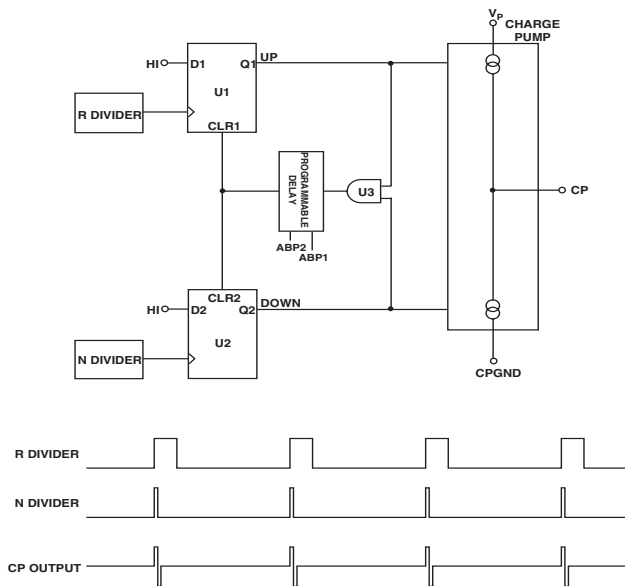 VP
CHARGE
PUMP
HI
D1
Q1
UP
U1
R DIVIDER
CLR1
PROGRAMMABLE
DELAY
U3
CP
ABP2
ABP1
CLR2
HI
D2
Q2
DOWN
U2
N DIVIDER
CPGND
R DIVIDER
N DIVIDER
CP OUTPUT